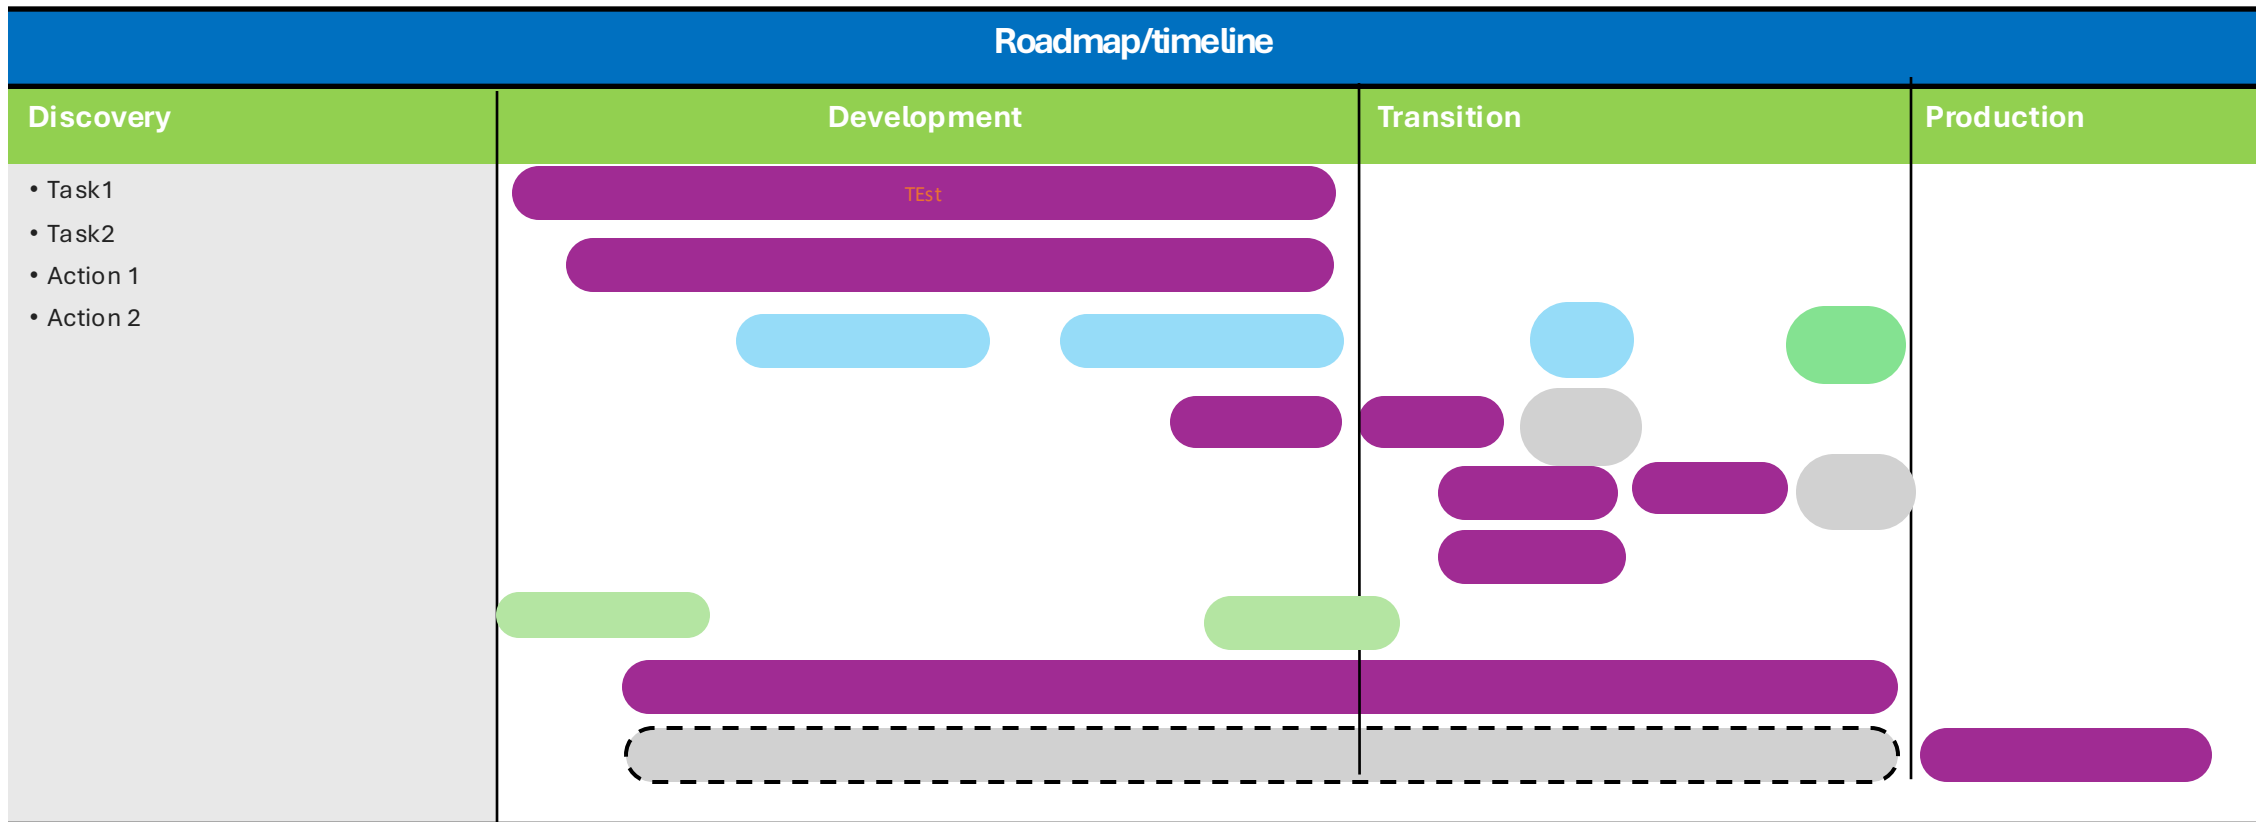 Roadmap/timeline
Discovery
Development
Transition
Production
• Task1
• Task2
• Action 1
• Action 2
TEst